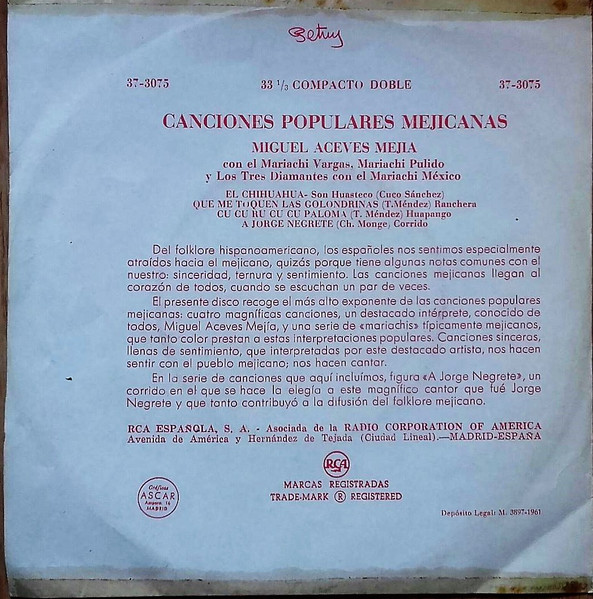 Betuy
37-3075 33 1/3 COMPACTO DOBLE 37-3075
CANCIONES POPULARES MEJICANAS
MIGUEL ACEVES MEJIA
con el Mariachi Vargas, Mariachi Pulido
y Los Tres Diamantes con el Mariachi México
EL CHIHUAHUA- Son Huasteco (Cuco Sánchez)
QUE ME TOQUEN LAS GOLONDRINAS (T.Méndez) Ranchera
CU CU RU CU CU PALOMA (T. Méndez) Huapango
A JORGE NEGRETE (Ch. Monge) Corrido
Del folklore hispanoamericano, los españoles nos sentimos especialmente
atraídos hacia el mejicano, quizás porque tiene algunas notas comunes con el
nuestro: sinceridad, ternura y sentimiento. Las canciones mejicanas llegan al
corazón de todos, cuando se escuchan un par de veces.
El presente disco recoge el más alto exponente de las canciones populares
mejicanas: cuatro magníficas canciones, un destacado intérprete, conocido de
todos, Miguel Aceves Mejía, y una serie de «mariachis» típicamente mejicanos,
que tanto color prestan a estas interpretaciones populares. Canciones sinceras,
llenas de sentimiento, que interpretadas por este destacado artista, nos hacen
sentir con el pueblo mejicano; nos hacen cantar.
En la serie de canciones que aquí incluímos, figura «A Jorge Negrete», un
corrido en el que se hace la elegía a este magnífico cantor que fué Jorge
Negrete y que tanto contribuyó a la difusión del folklore mejicano.
RCA ESPAÑOLA, S. A. - Asociada de la RADIO CORPORATION OF AMERICA
Avenida de América y Hernández de Tejada (Ciudad Lineal).—MADRID-ESPAÑA
RCA
MARCAS REGISTRADAS
TRADE-MARK ® REGISTERED
Gráficas
ASCAR
MADRID
Depósito Legal: M. 3897-1961